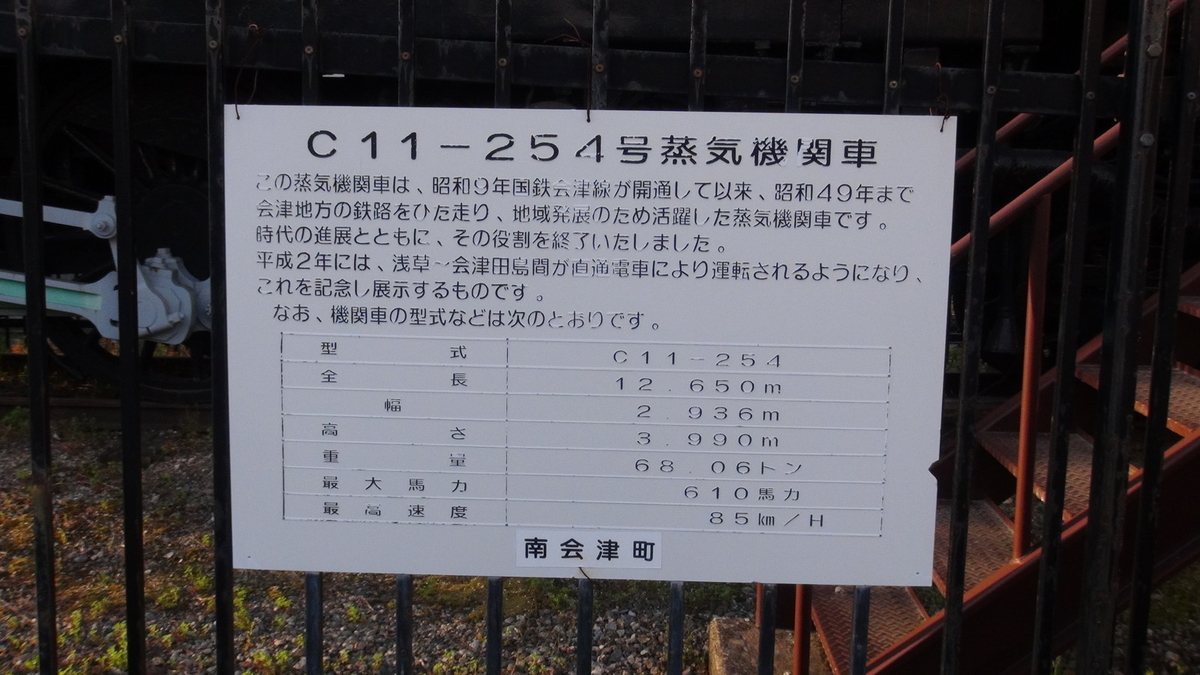 C11-254号蒸気機関車
この蒸気機関車は、昭和9年国鉄会津線が開通して以来、昭和49年まで
会津地方の鉄路をひた走り、地域発展のため活躍した蒸気機関車です。
時代の進展とともに、その役割を終了いたしました。
平成2年には、浅草～会津田島間が直通電車により運転されるようになり、
これを記念し展示するものです。
なお、機関車の型式などは次のとおりです。
型式 C11-254
全長 12.650m
幅 2.936m
高さ 3.990m
重量 68.06トン
最大馬力 610馬力
最高速度 85㎞/H
南会津町